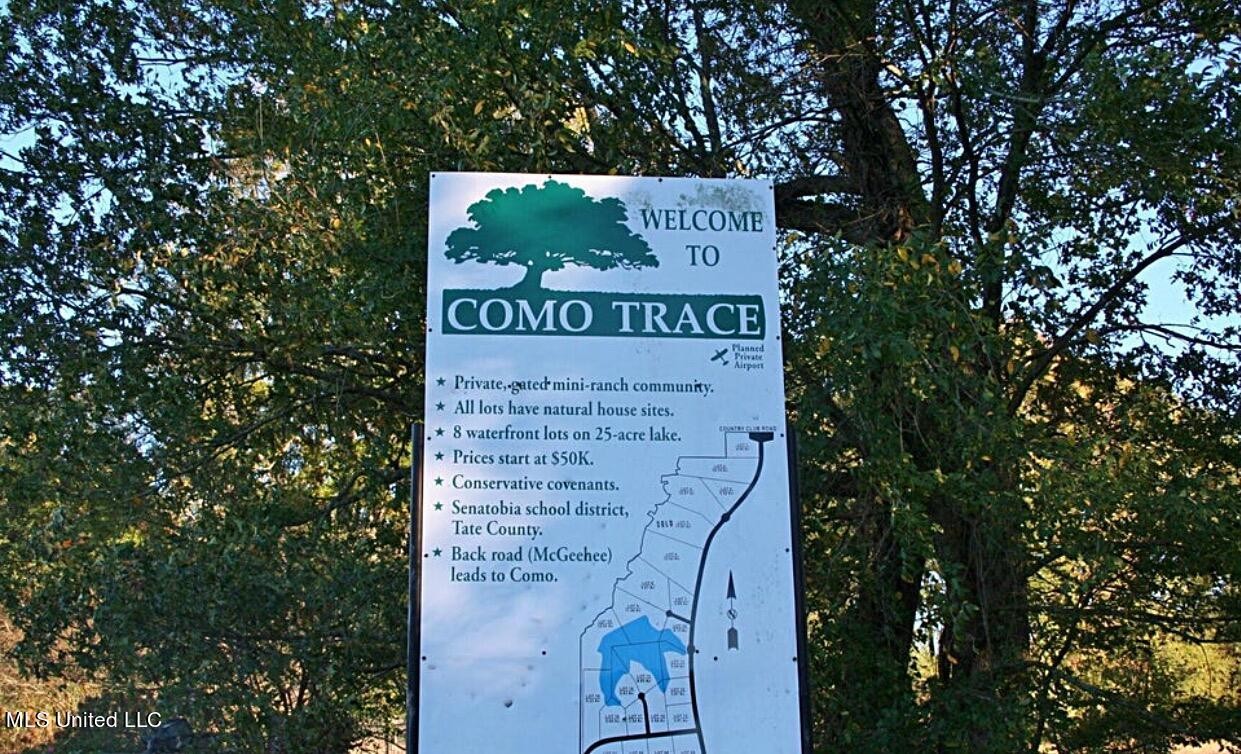 WELCOME
TO
COMO TRACE
Planned
Private
Airport
★ Private, gated mini-ranch community.
★ All lots have natural house sites.
★ 8 waterfront lots on 25-acre lake.
★ Prices start at $50K.
★ Conservative covenants.
★ Senatobia school district,
Tate County.
★ Back road (McGeehee)
leads to Como.
COUNTRY CLUB ROAD
SOLD
N
MLS United LLC